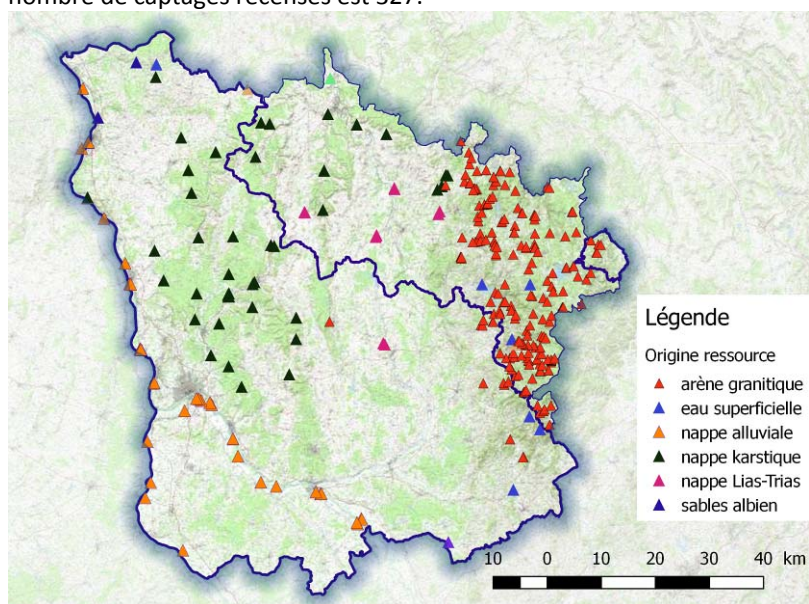 nombre de captages recensés est 327.
Légende
Origine ressource
arène granitique
eau superficielle
nappe alluviale
nappe karstique
nappe Lias-Trias
sables albien
10 0 10 20 30 40 km